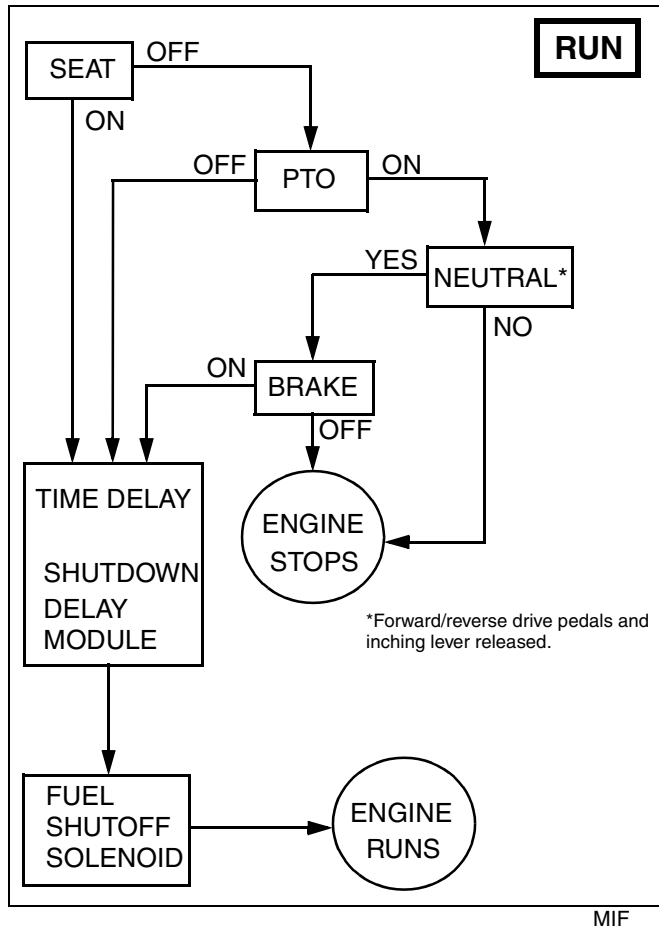 RUN
SEAT
OFF
ON
OFF
PTO
ON
YES
NEUTRAL*
NO
ON
BRAKE
OFF
TIME DELAY
SHUTDOWN
DELAY
MODULE
ENGINE
STOPS
*Forward/reverse drive pedals and
inching lever released.
FUEL
SHUTOFF
SOLENOID
ENGINE
RUNS
MIF